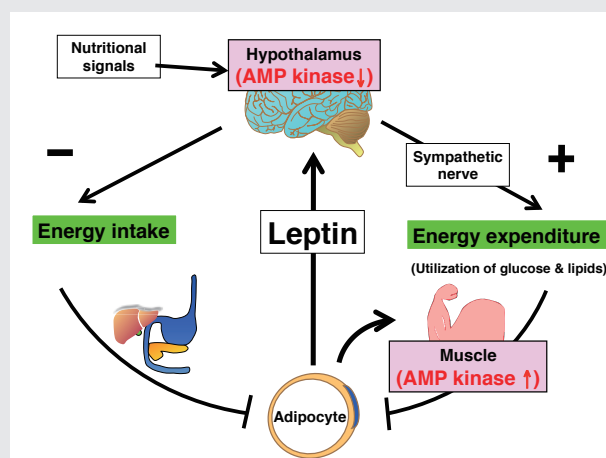 Nutritional
signals
Hypothalamus
(AMP kinase↓)
−
+
Sympathetic
nerve
Energy intake
Leptin
Energy expenditure
(Utilization of glucose & lipids)
Muscle
(AMP kinase ↑)
Adipocyte